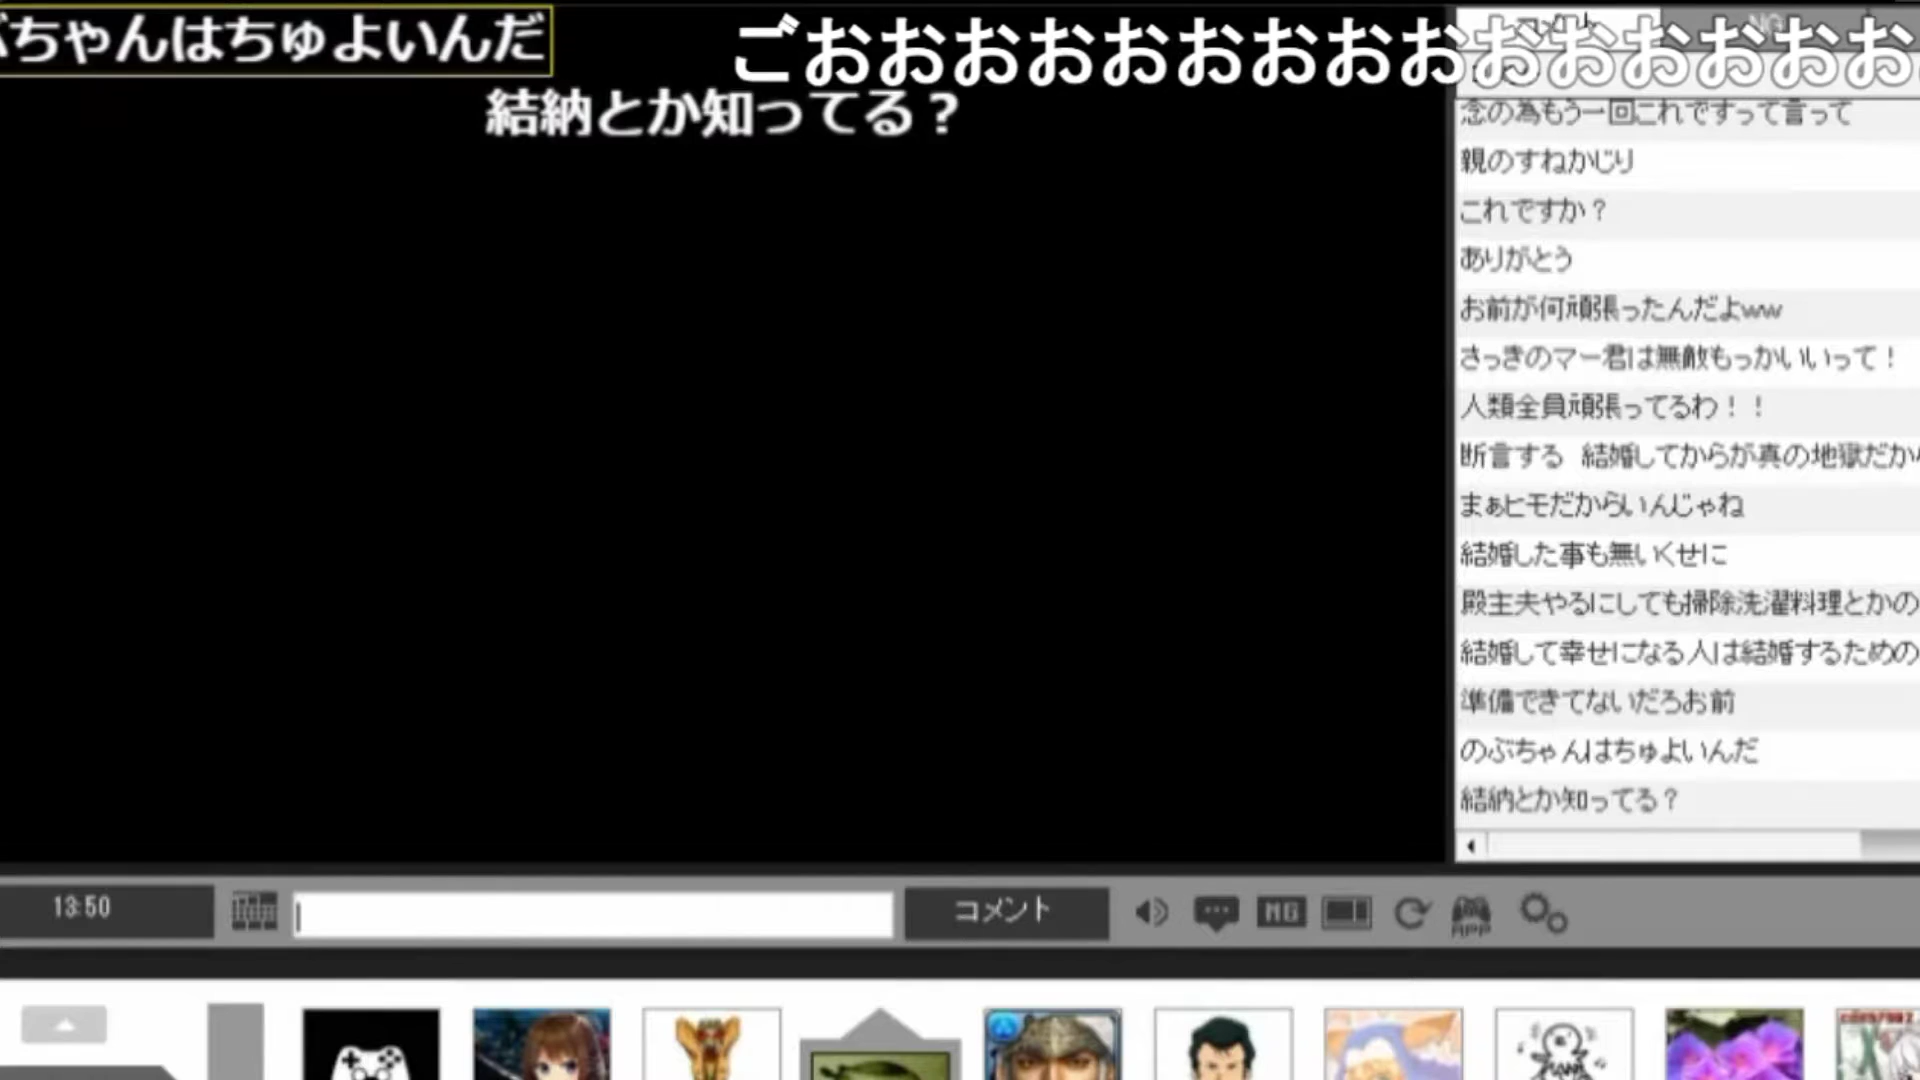 ぶちゃんはちゅよいんだ
ごおおおおおおおおおおおおおおお
結納とか知ってる？
コメント
NG
念の為もう一回これですって言って
親のすねかじり
これですか？
ありがとう
お前が何頑張ったんだよww
さっきのマー君は無敵もっかいいって！
人類全員頑張ってるわ！！
断言する 結婚してからが真の地獄だから
まぁヒモだからいんじゃね
結婚した事も無いくせに
殿主夫やるにしても掃除洗濯料理とかの
結婚して幸せになる人は結婚するための
準備できてないだろお前
のぶちゃんはちゅよいんだ
結納とか知ってる？
13:50
コメント
NG
APP